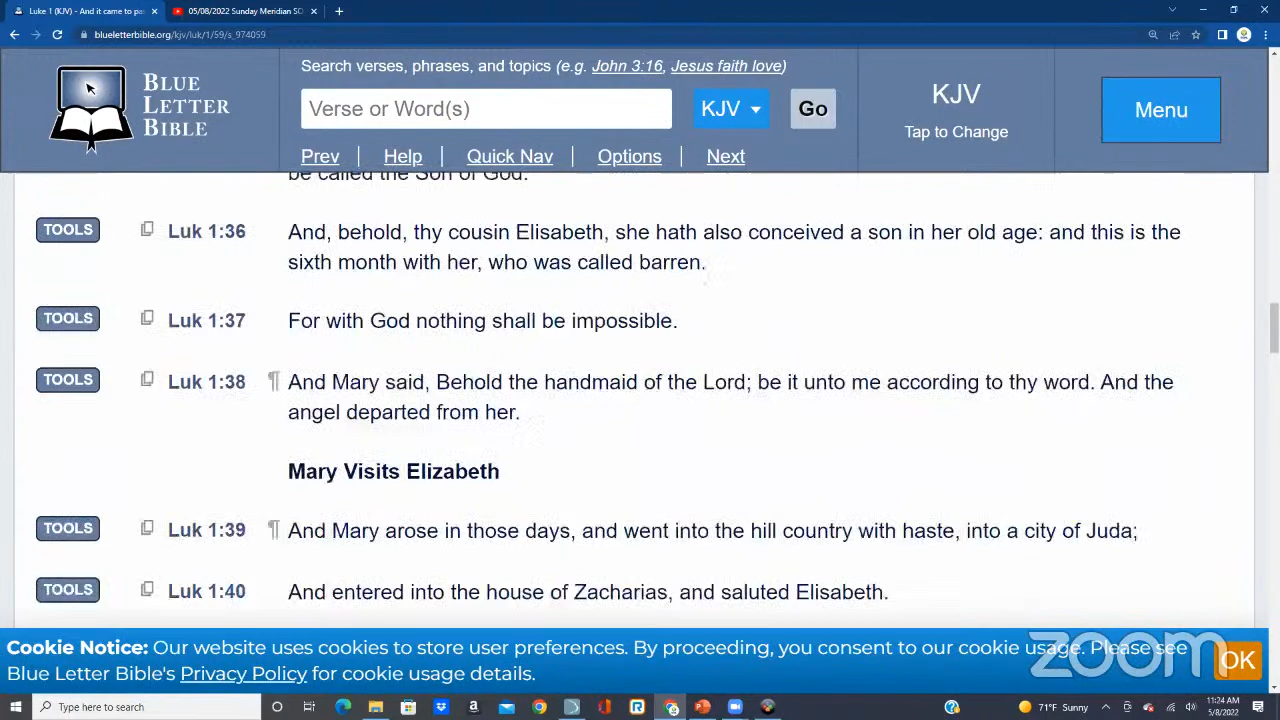 Luke 1 (KJV) - And it came to pa
05/08/2022 Sunday Meridian SD
blueletterbible.org/kjv/luk/1/59/s_974059
BLUE
LETTER
BIBLE
Search verses, phrases, and topics (e.g. John 3:16, Jesus faith love)
Verse or Word(s)
KJV
Go
Prev
Help
Quick Nav
Options
Next
KJV
Tap to Change
Menu
be called the Son of God.
TOOLS Luk 1:36 And, behold, thy cousin Elisabeth, she hath also conceived a son in her old age: and this is the
sixth month with her, who was called barren.
TOOLS Luk 1:37 For with God nothing shall be impossible.
TOOLS Luk 1:38 ¶ And Mary said, Behold the handmaid of the Lord; be it unto me according to thy word. And the
angel departed from her.
Mary Visits Elizabeth
TOOLS Luk 1:39 ¶ And Mary arose in those days, and went into the hill country with haste, into a city of Juda;
TOOLS Luk 1:40 And entered into the house of Zacharias, and saluted Elisabeth.
Cookie Notice: Our website uses cookies to store user preferences. By proceeding, you consent to our cookie usage. Please see
Blue Letter Bible's Privacy Policy for cookie usage details.
OK
zoom
Type here to search
71°F Sunny
11:24 AM
5/8/2022